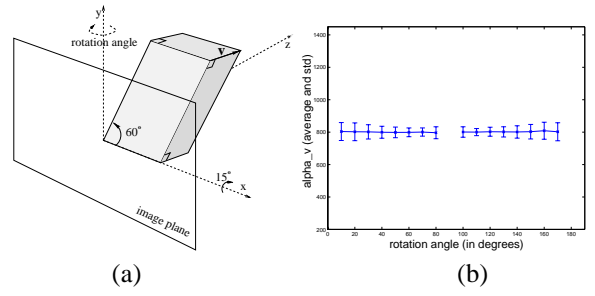 y
rotation angle
v
z
60°
15°
x
image plane
(a)
alpha_v (average and std)
1400
1200
1000
800
600
400
200
0 20 40 60 80 100 120 140 160 180
rotation angle (in degrees)
(b)